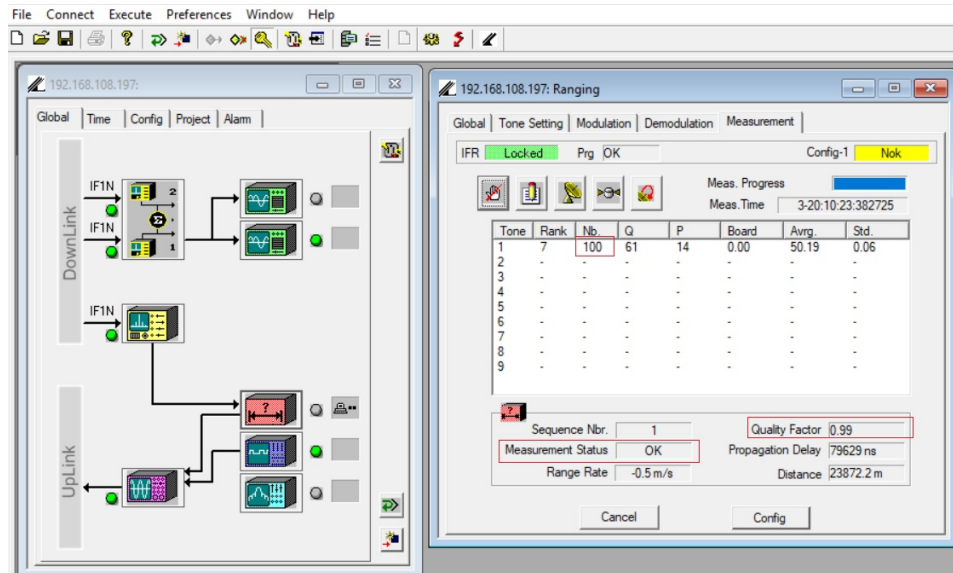 File Connect Execute Preferences Window Help
192.168.108.197:
Global Time Config Project Alarm
DownLink
IF1N
2
IF1N
1
IF1N
?
UpLink
192.168.108.197: Ranging
Global Tone Setting Modulation Demodulation Measurement
IFR Locked Prg OK Config-1 Nok
Meas. Progress
Meas.Time 3-20:10:23:382725
Tone Rank Nb. Q P Board Avrg. Std.
1 7 100 61 14 0.00 50.19 0.06
2 - - - - - - -
3 - - - - - - -
4 - - - - - - -
5 - - - - - - -
6 - - - - - - -
7 - - - - - - -
8 - - - - - - -
9 - - - - - - -
?
Sequence Nbr. 1 Quality Factor 0.99
Measurement Status OK Propagation Delay 79629 ns
Range Rate -0.5 m/s Distance 23872.2 m
Cancel Config